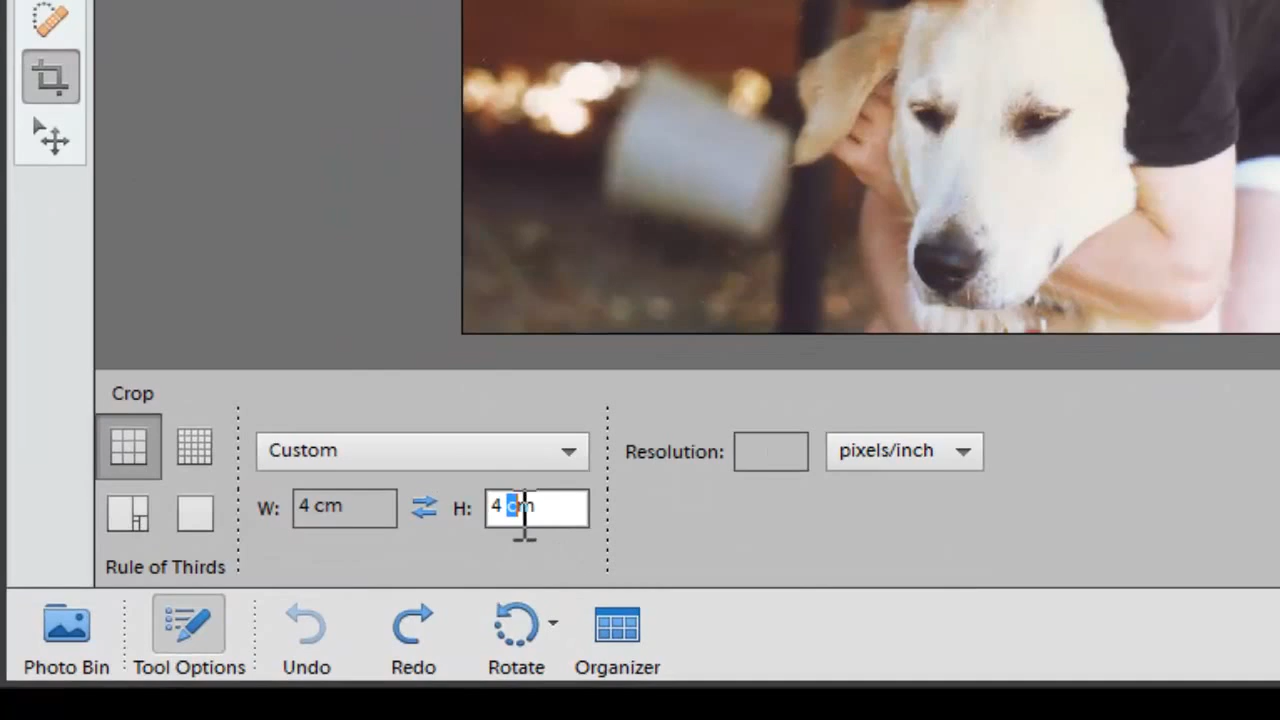 Crop
Custom
Resolution:
pixels/inch
W:
4 cm
H:
4 cm
Rule of Thirds
Photo Bin
Tool Options
Undo
Redo
Rotate
Organizer